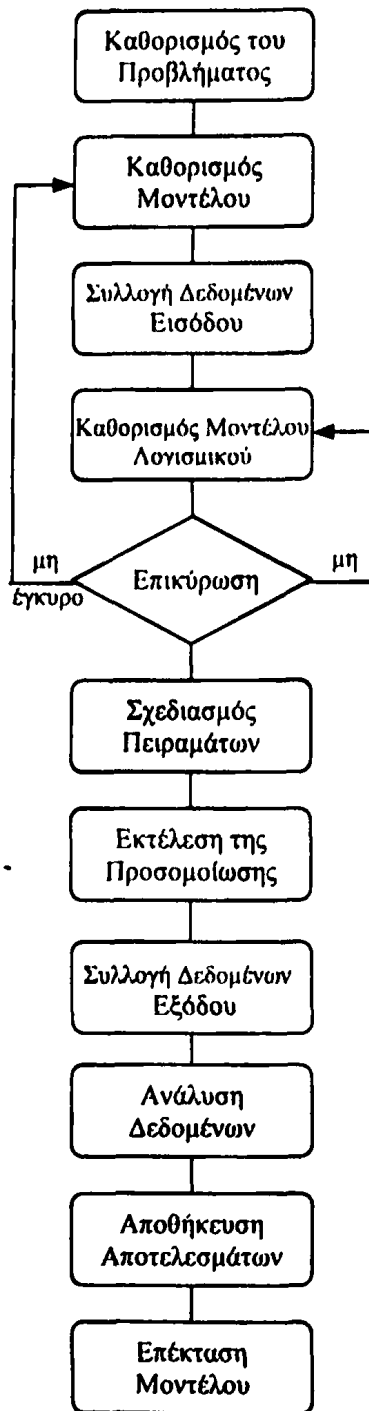 Καθορισμός του
Προβλήματος
Καθορισμός
Μοντέλου
Συλλογή Δεδομένων
Εισόδου
Καθορισμός Μοντέλου
Λογισμικού
μη
έγκυρο
Επικύρωση
μη
Σχεδιασμός
Πειραμάτων
Εκτέλεση της
Προσομοίωσης
Συλλογή Δεδομένων
Εξόδου
Ανάλυση
Δεδομένων
Αποθήκευση
Αποτελεσμάτων
Επέκταση
Μοντέλου